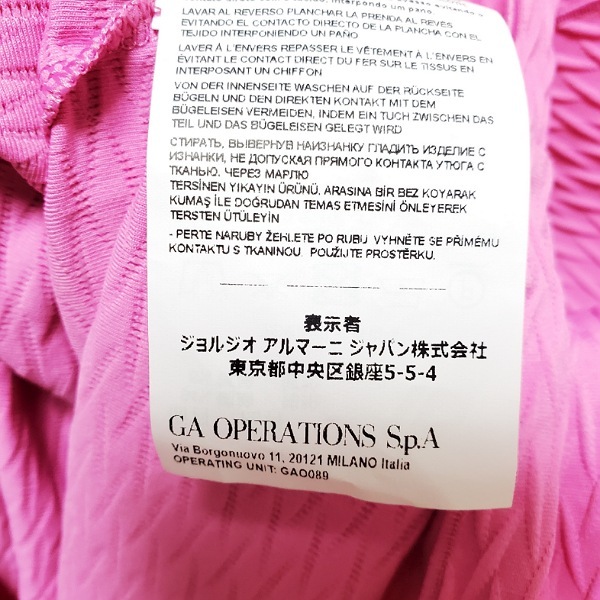 interpondo um pano
LAVAR AL REVERSO PLANCHAR LA PRENDA AL REVÉS
EVITANDO EL CONTACTO DIRECTO DE LA PLANCHA CON EL
TEJIDO INTERPONIENDO UN PAÑO
LAVER À L'ENVERS REPASSER LE VÊTEMENT À L'ENVERS EN
ÉVITANT LE CONTACT DIRECT DU FER SUR LE TISSUS EN
INTERPOSANT UN CHIFFON
VON DER INNENSEITE WASCHEN AUF DER RÜCKSEITE
BÜGELN UND DEN DIREKTEN KONTAKT MIT DEM
BÜGELEISEN VERMEIDEN, INDEM EIN TUCH ZWISCHEN DAS
TEIL UND DAS BÜGELEISEN GELEGT WIRD
СТИРАТЬ, ВЫВЕРНУВ НАИЗНАНКУ ГЛАДИТЬ ИЗДЕЛИЕ С
ИЗНАНКИ, НЕ ДОПУСКАЯ ПРЯМОГО КОНТАКТА УТЮГА С
ТКАНЬЮ. ЧЕРЕЗ МАРЛЮ
TERSİNEN YIKAYIN ÜRÜNÜ, ARASINA BİR BEZ KOYARAK
KUMAŞ İLE DOĞRUDAN TEMAS ETMESİNİ ÖNLEYEREK
TERSTEN ÜTÜLEYİN
- PERTE NARUBY ŽEHLETE PO RUBU VYHNĚTE SE PŘÍMÉMU
KONTAKTU S TKANINOU. POUŽIJTE PROSTĚRKU.
表示者
ジョルジオ アルマーニ ジャパン株式会社
東京都中央区銀座5-5-4
GA OPERATIONS S.p.A
Via Borgonuovo 11, 20121 MILANO Italia
OPERATING UNIT: GAO089